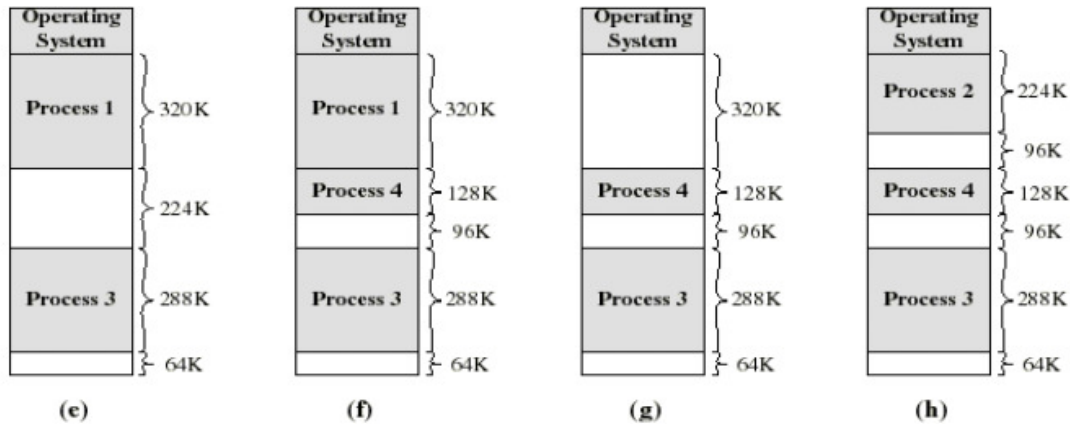 Operating
System
Process 1
320K
224K
Process 3
288K
64K
(e)
Operating
System
Process 1
320K
Process 4
128K
96K
Process 3
288K
64K
(f)
Operating
System
320K
Process 4
128K
96K
Process 3
288K
64K
(g)
Operating
System
Process 2
224K
96K
Process 4
128K
96K
Process 3
288K
64K
(h)